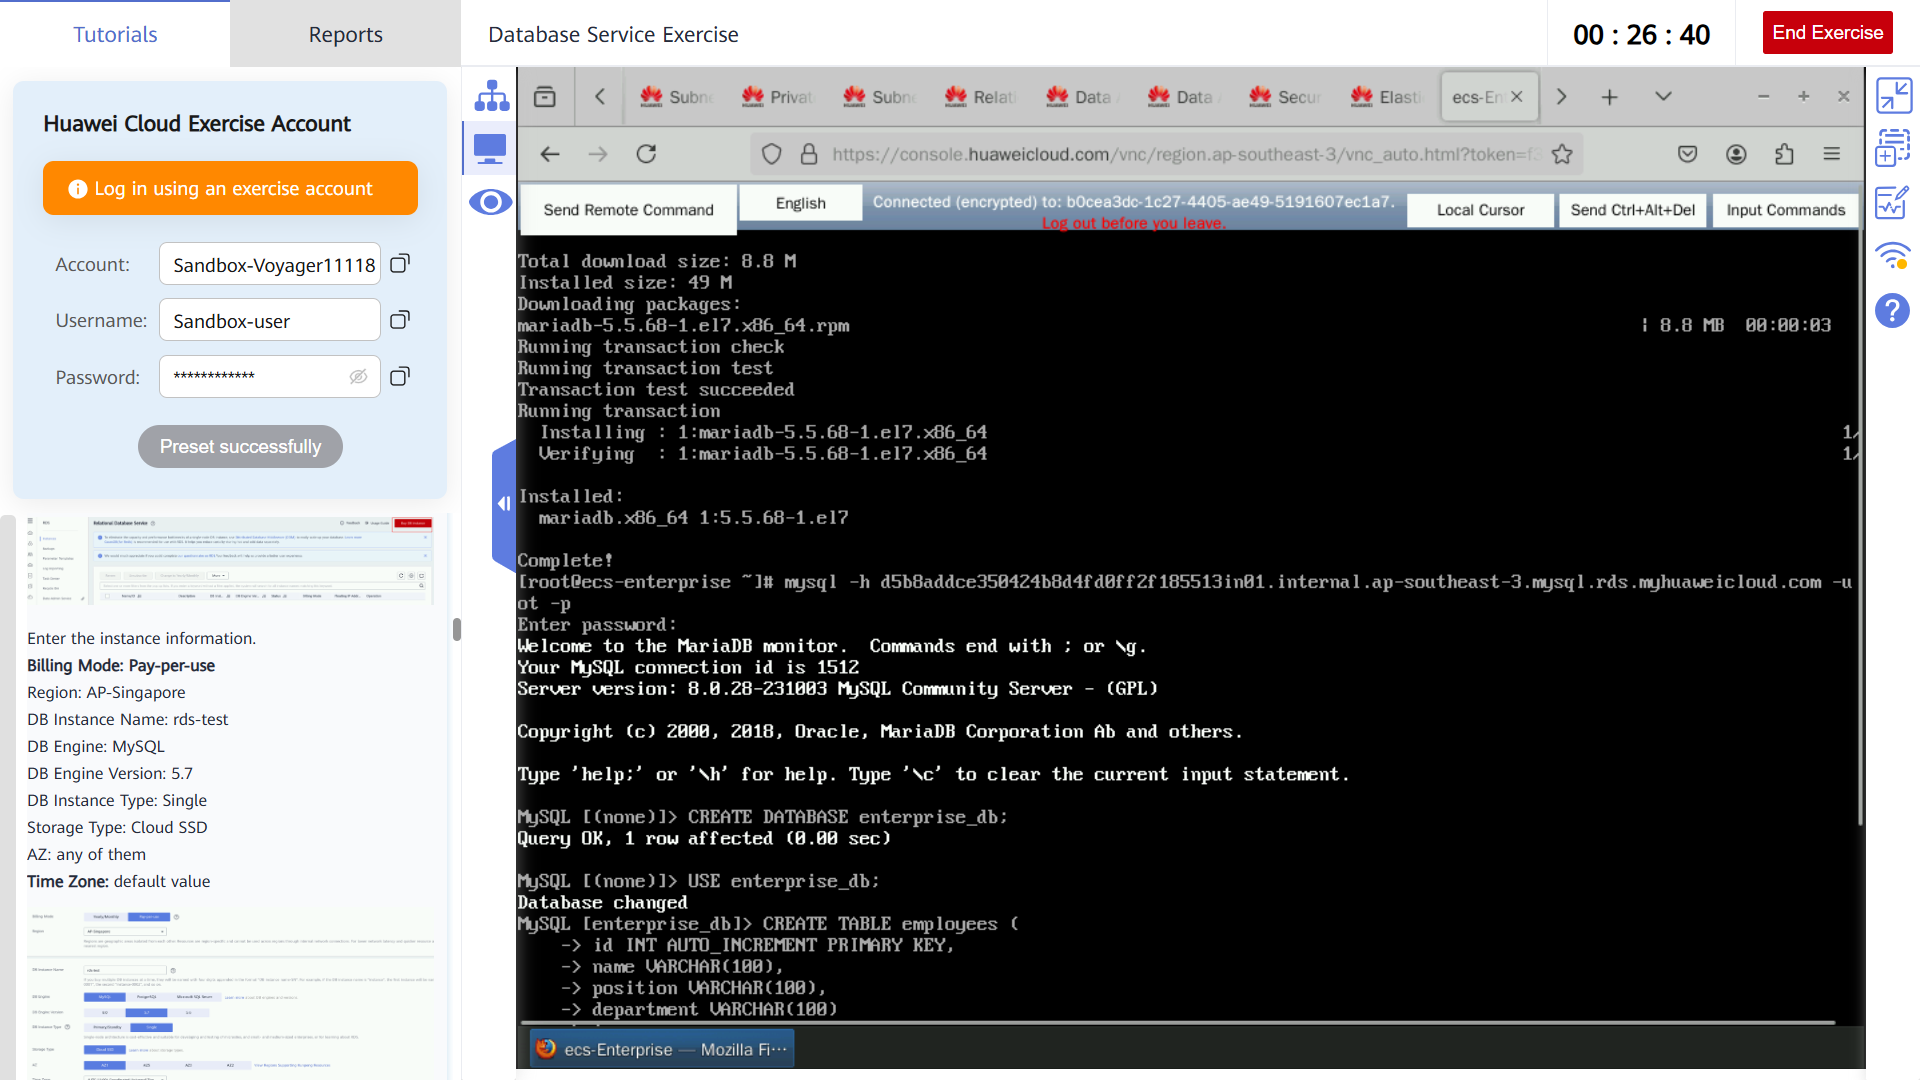 Tutorials
Reports
Database Service Exercise
00 : 26 : 40
End Exercise
Huawei Cloud Exercise Account
Log in using an exercise account
Account:
Sandbox-Voyager11118
Username:
Sandbox-user
Password:
************
Preset successfully
Relational Database Service
Enter the instance information.
Billing Mode: Pay-per-use
Region: AP-Singapore
DB Instance Name: rds-test
DB Engine: MySQL
DB Engine Version: 5.7
DB Instance Type: Single
Storage Type: Cloud SSD
AZ: any of them
Time Zone: default value
Subne
Privat
Subne
Relati
Data
Data
Secur
Elasti
ecs-En
https://console.huaweicloud.com/vnc/region.ap-southeast-3/vnc_auto.html?token=f
Send Remote Command
English
Connected (encrypted) to: b0cea3dc-1c27-4405-ae49-5191607ec1a7.
Log out before you leave.
Local Cursor
Send Ctrl+Alt+Del
Input Commands
Total download size: 8.8 M
Installed size: 49 M
Downloading packages:
mariadb-5.5.68-1.el7.x86_64.rpm | 8.8 MB 00:00:03
Running transaction check
Running transaction test
Transaction test succeeded
Running transaction
Installing : 1:mariadb-5.5.68-1.el7.x86_64 1/
Verifying : 1:mariadb-5.5.68-1.el7.x86_64 1/
Installed:
mariadb.x86_64 1:5.5.68-1.el7
Complete!
[root@ecs-enterprise ~]# mysql -h d5b8addce350424b8d4fd0ff2f185513in01.internal.ap-southeast-3.mysql.rds.myhuaweicloud.com -u
ot -p
Enter password:
Welcome to the MariaDB monitor. Commands end with ; or \g.
Your MySQL connection id is 1512
Server version: 8.0.28-231003 MySQL Community Server - (GPL)
Copyright (c) 2000, 2018, Oracle, MariaDB Corporation Ab and others.
Type 'help;' or '\h' for help. Type '\c' to clear the current input statement.
MySQL [(none)]> CREATE DATABASE enterprise_db;
Query OK, 1 row affected (0.00 sec)
MySQL [(none)]> USE enterprise_db;
Database changed
MySQL [enterprise_db]> CREATE TABLE employees (
-> id INT AUTO_INCREMENT PRIMARY KEY,
-> name VARCHAR(100),
-> position VARCHAR(100),
-> department VARCHAR(100)
ecs-Enterprise — Mozilla Fi···